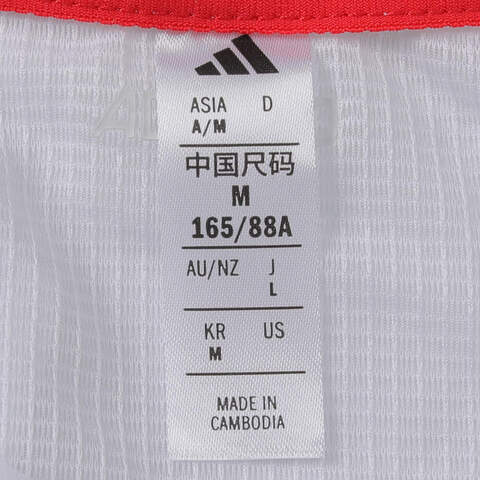 ASIA D
A/M
中国尺码
M
165/88A
AU/NZ J
L
KR US
M
MADE IN
CAMBODIA